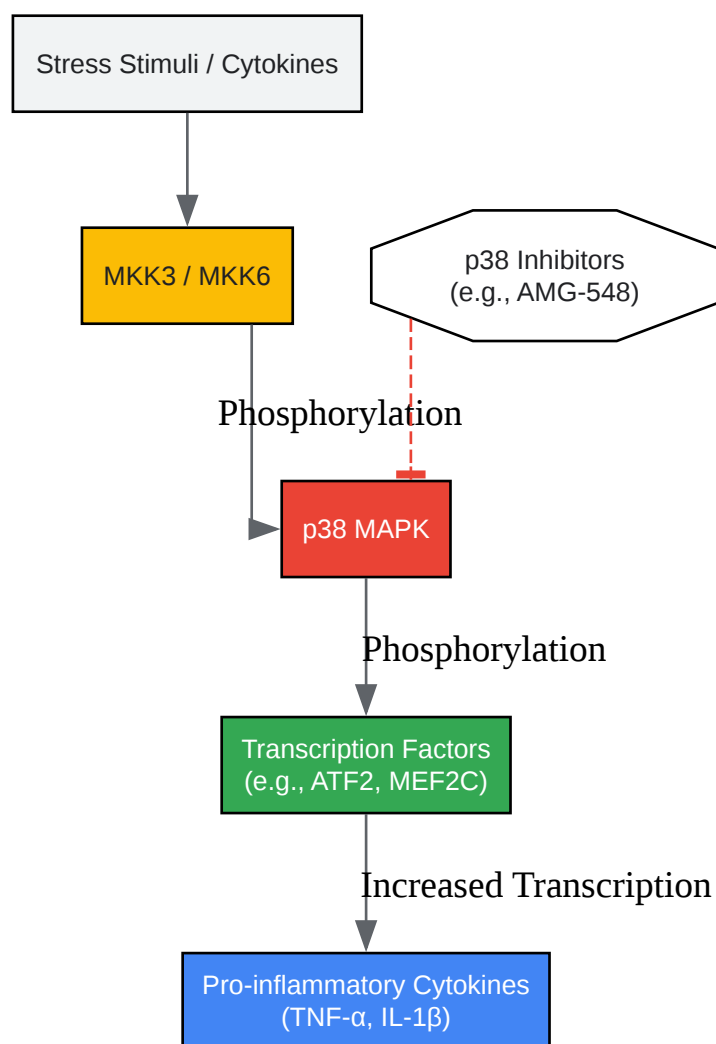 Stress Stimuli / Cytokines
MKK3 / MKK6
p38 Inhibitors
(e.g., AMG-548)
Phosphorylation
p38 MAPK
Phosphorylation
Transcription Factors
(e.g., ATF2, MEF2C)
Increased Transcription
Pro-inflammatory Cytokines
(TNF-α, IL-1β)